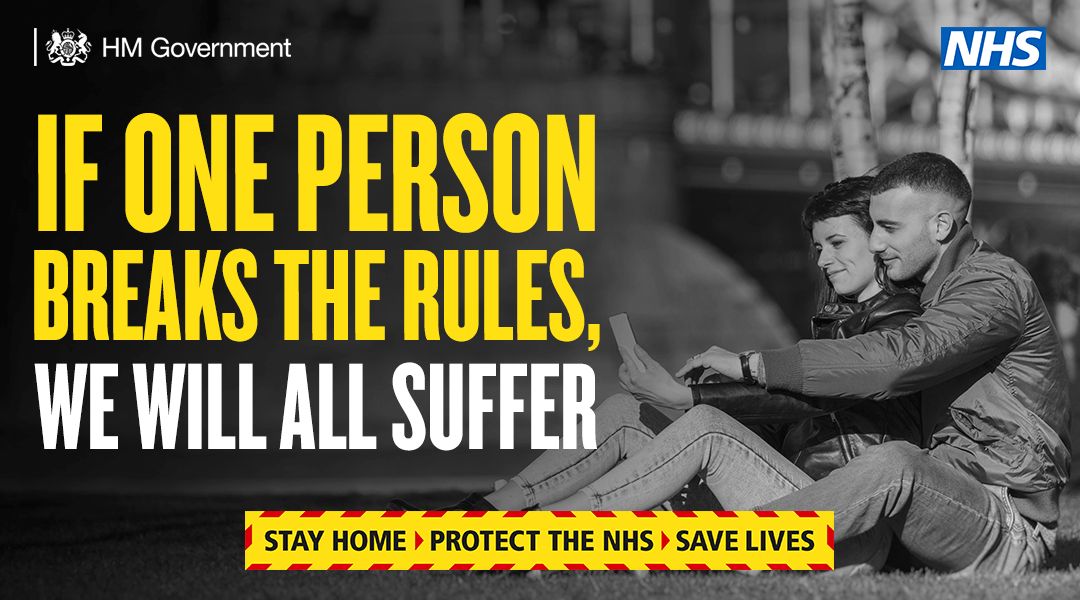 HM Government
NHS
IF ONE PERSON
BREAKS THE RULES,
WE WILL ALL SUFFER
STAY HOME PROTECT THE NHS SAVE LIVES